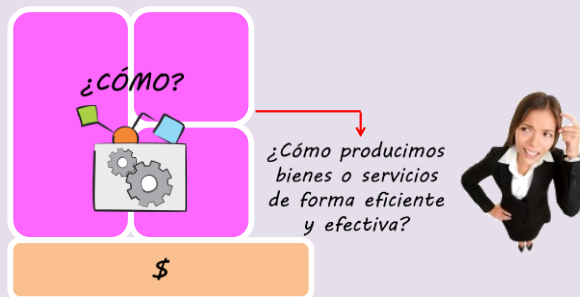 ¿CÓMO?
¿Cómo producimos
bienes o servicios
de forma eficiente
y efectiva?
$